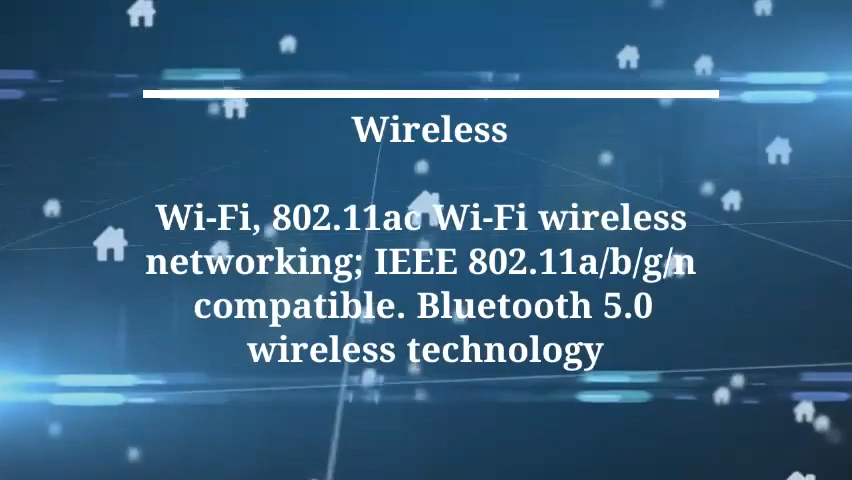 Wireless
Wi-Fi, 802.11ac Wi-Fi wireless
networking; IEEE 802.11a/b/g/n
compatible. Bluetooth 5.0
wireless technology